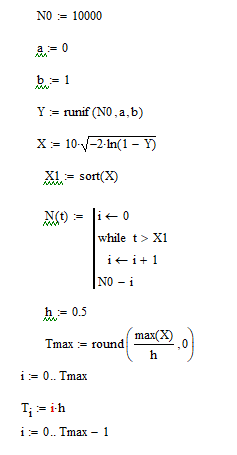 N0 := 10000
a := 0
b := 1
Y := runif(N0,a,b)
X := 10·√-2·ln(1 − Y)
X1 := sort(X)
N(t) := i ← 0
while t > X1
i ← i + 1
N0 − i
h := 0.5
Tmax := round(max(X)/h ,0)
i := 0.. Tmax
Ti := i·h
i := 0.. Tmax − 1